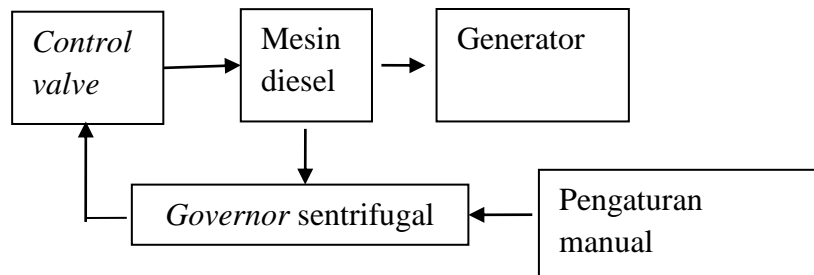 Control
valve
Mesin
diesel
Generator
Governor sentrifugal
Pengaturan
manual